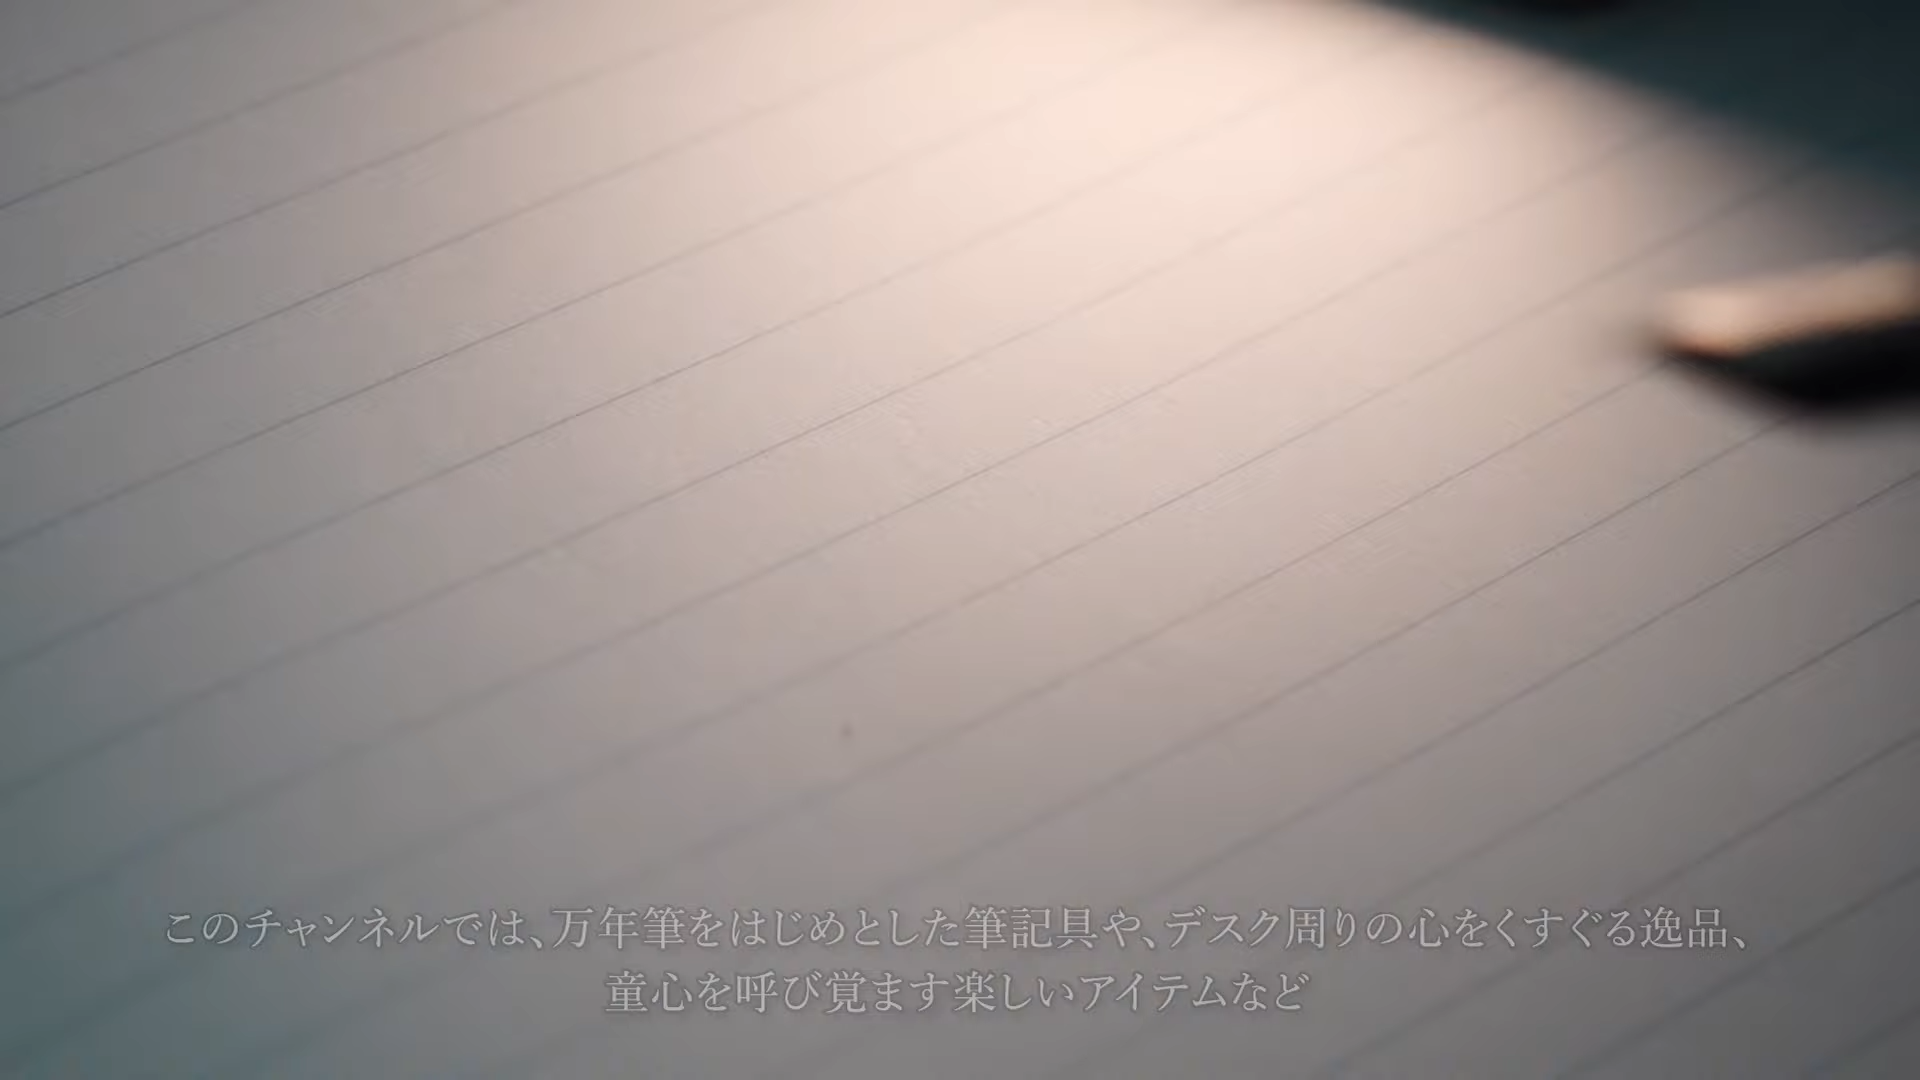 このチャンネルでは、万年筆をはじめとした筆記具や、デスク周りの心をくすぐる逸品、
童心を呼び覚ます楽しいアイテムなど